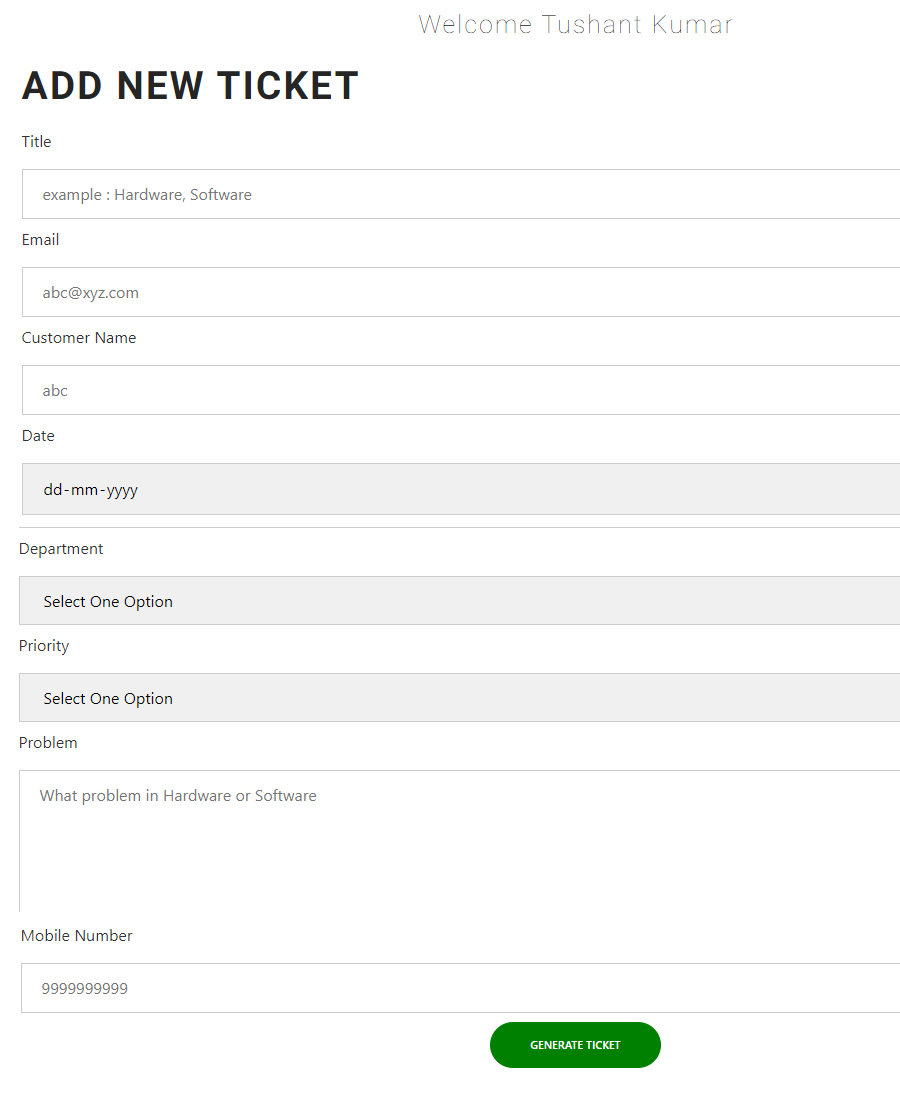 Welcome Tushant Kumar
ADD NEW TICKET
Title
example : Hardware, Software
Email
abc@xyz.com
Customer Name
abc
Date
dd-mm-yyyy
Department
Select One Option
Priority
Select One Option
Problem
What problem in Hardware or Software
Mobile Number
9999999999
GENERATE TICKET